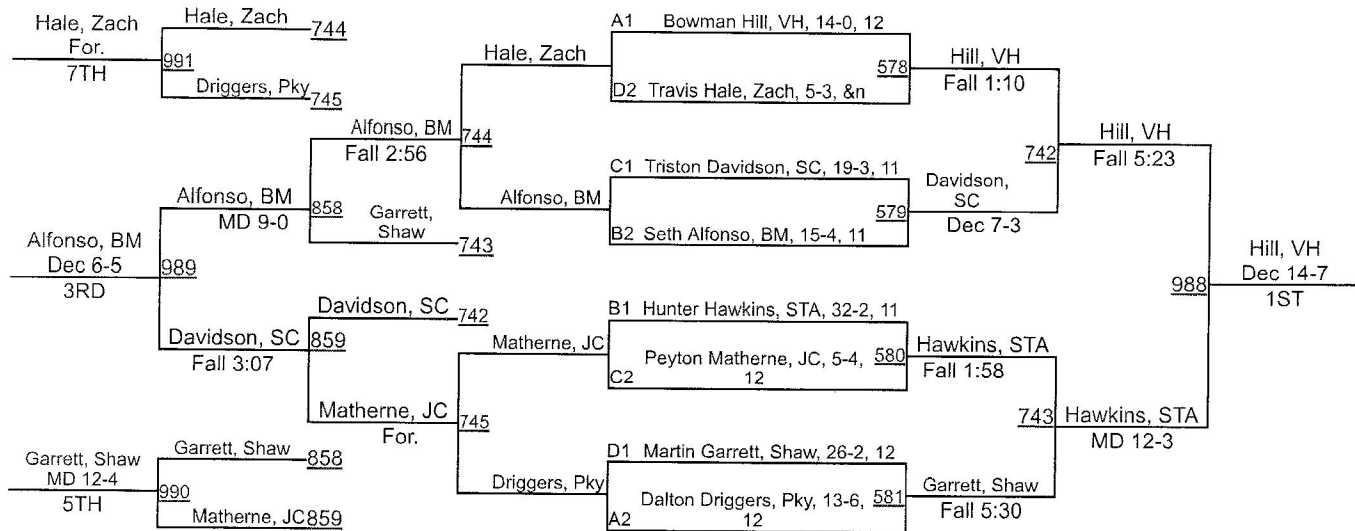 Hale, Zach
For.
7TH
991
Hale, Zach
744
Driggers, Pky
745
Alfonso, BM
Dec 6-5
3RD
989
Alfonso, BM
MD 9-0
858
Alfonso, BM
Fall 2:56
744
Garrett,
Shaw
743
Hale, Zach
Alfonso, BM
Davidson, SC
Fall 3:07
859
Davidson, SC
742
Matherne, JC
For.
745
Matherne, JC
Driggers, Pky
Garrett, Shaw
MD 12-4
5TH
990
Garrett, Shaw
858
Matherne, JC
859
A1 Bowman Hill, VH, 14-0, 12
578
D2 Travis Hale, Zach, 5-3, &n
C1 Triston Davidson, SC, 19-3, 11
579
B2 Seth Alfonso, BM, 15-4, 11
B1 Hunter Hawkins, STA, 32-2, 11
Peyton Matherne, JC, 5-4,
580
C2 12
D1 Martin Garrett, Shaw, 26-2, 12
Dalton Driggers, Pky, 13-6,
581
A2 12
Hill, VH
Fall 1:10
742
Davidson,
SC
Dec 7-3
Hawkins, STA
Fall 1:58
743
Garrett, Shaw
Fall 5:30
Hill, VH
Fall 5:23
988
Hawkins, STA
MD 12-3
Hill, VH
Dec 14-7
1ST